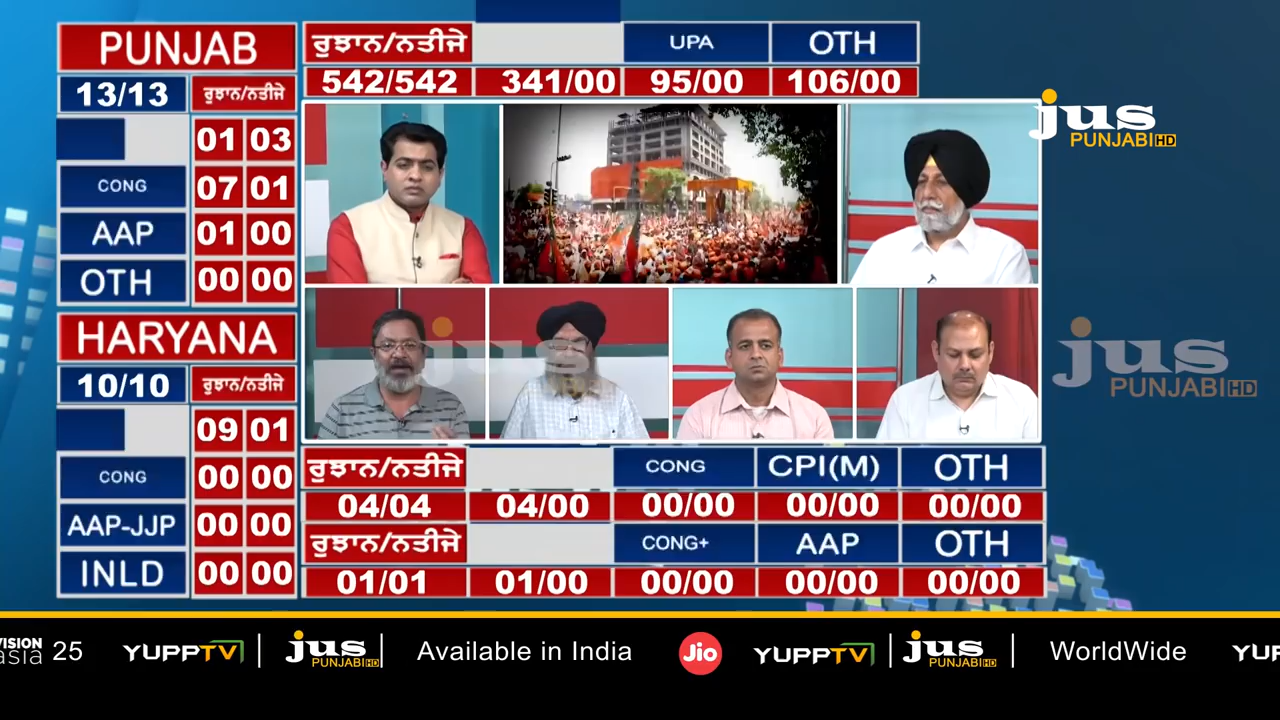 PUNJAB
13/13 ਰੁਝਾਨ/ਨਤੀਜੇ
01 03
CONG 07 01
AAP 01 00
OTH 00 00
HARYANA
10/10 ਰੁਝਾਨ/ਨਤੀਜੇ
09 01
CONG 00 00
AAP-JJP 00 00
INLD 00 00
ਰੁਝਾਨ/ਨਤੀਜੇ UPA OTH
542/542 341/00 95/00 106/00
jus
PUNJABI HD
jus
jus
PUNJABI HD
ਰੁਝਾਨ/ਨਤੀਜੇ CONG CPI(M) OTH
04/04 04/00 00/00 00/00 00/00
ਰੁਝਾਨ/ਨਤੀਜੇ CONG+ AAP OTH
01/01 01/00 00/00 00/00 00/00
VISION asia 25 YUPPTV | jus PUNJABI HD | Available in India Jio YUPPTV | jus PUNJABI HD | WorldWide YUP